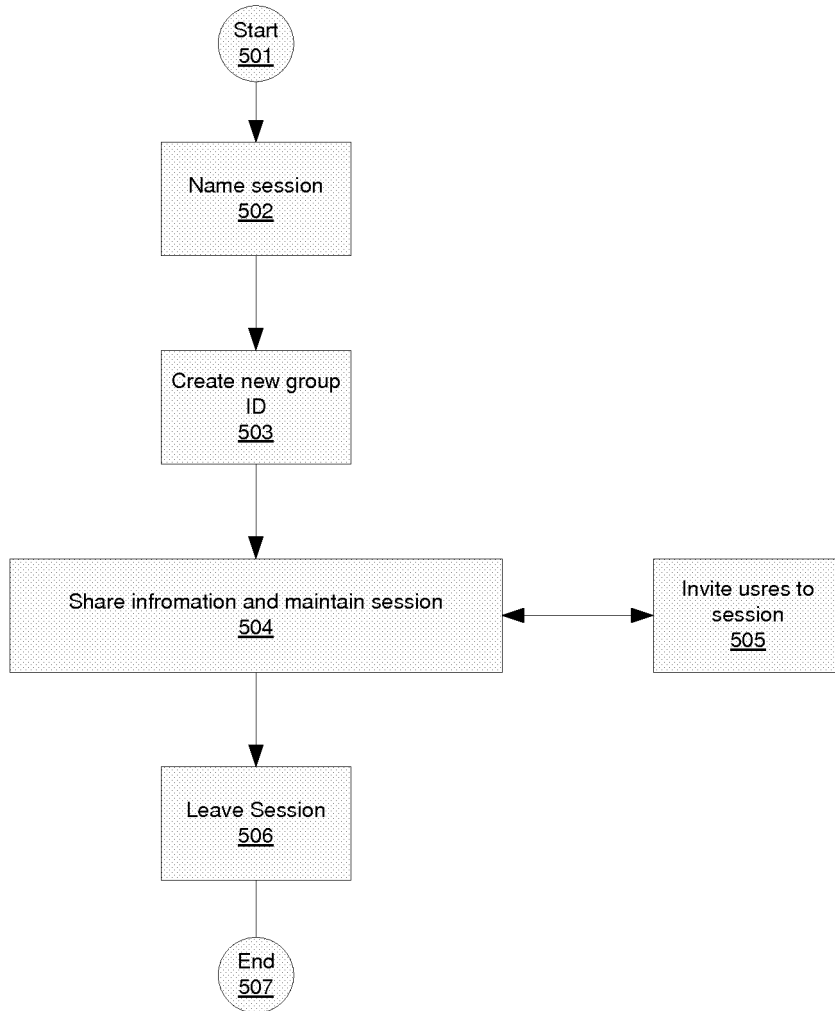 Start
501
Name session
502
Create new group
ID
503
Share infromation and maintain session
504
Invite usres to
session
505
Leave Session
506
End
507